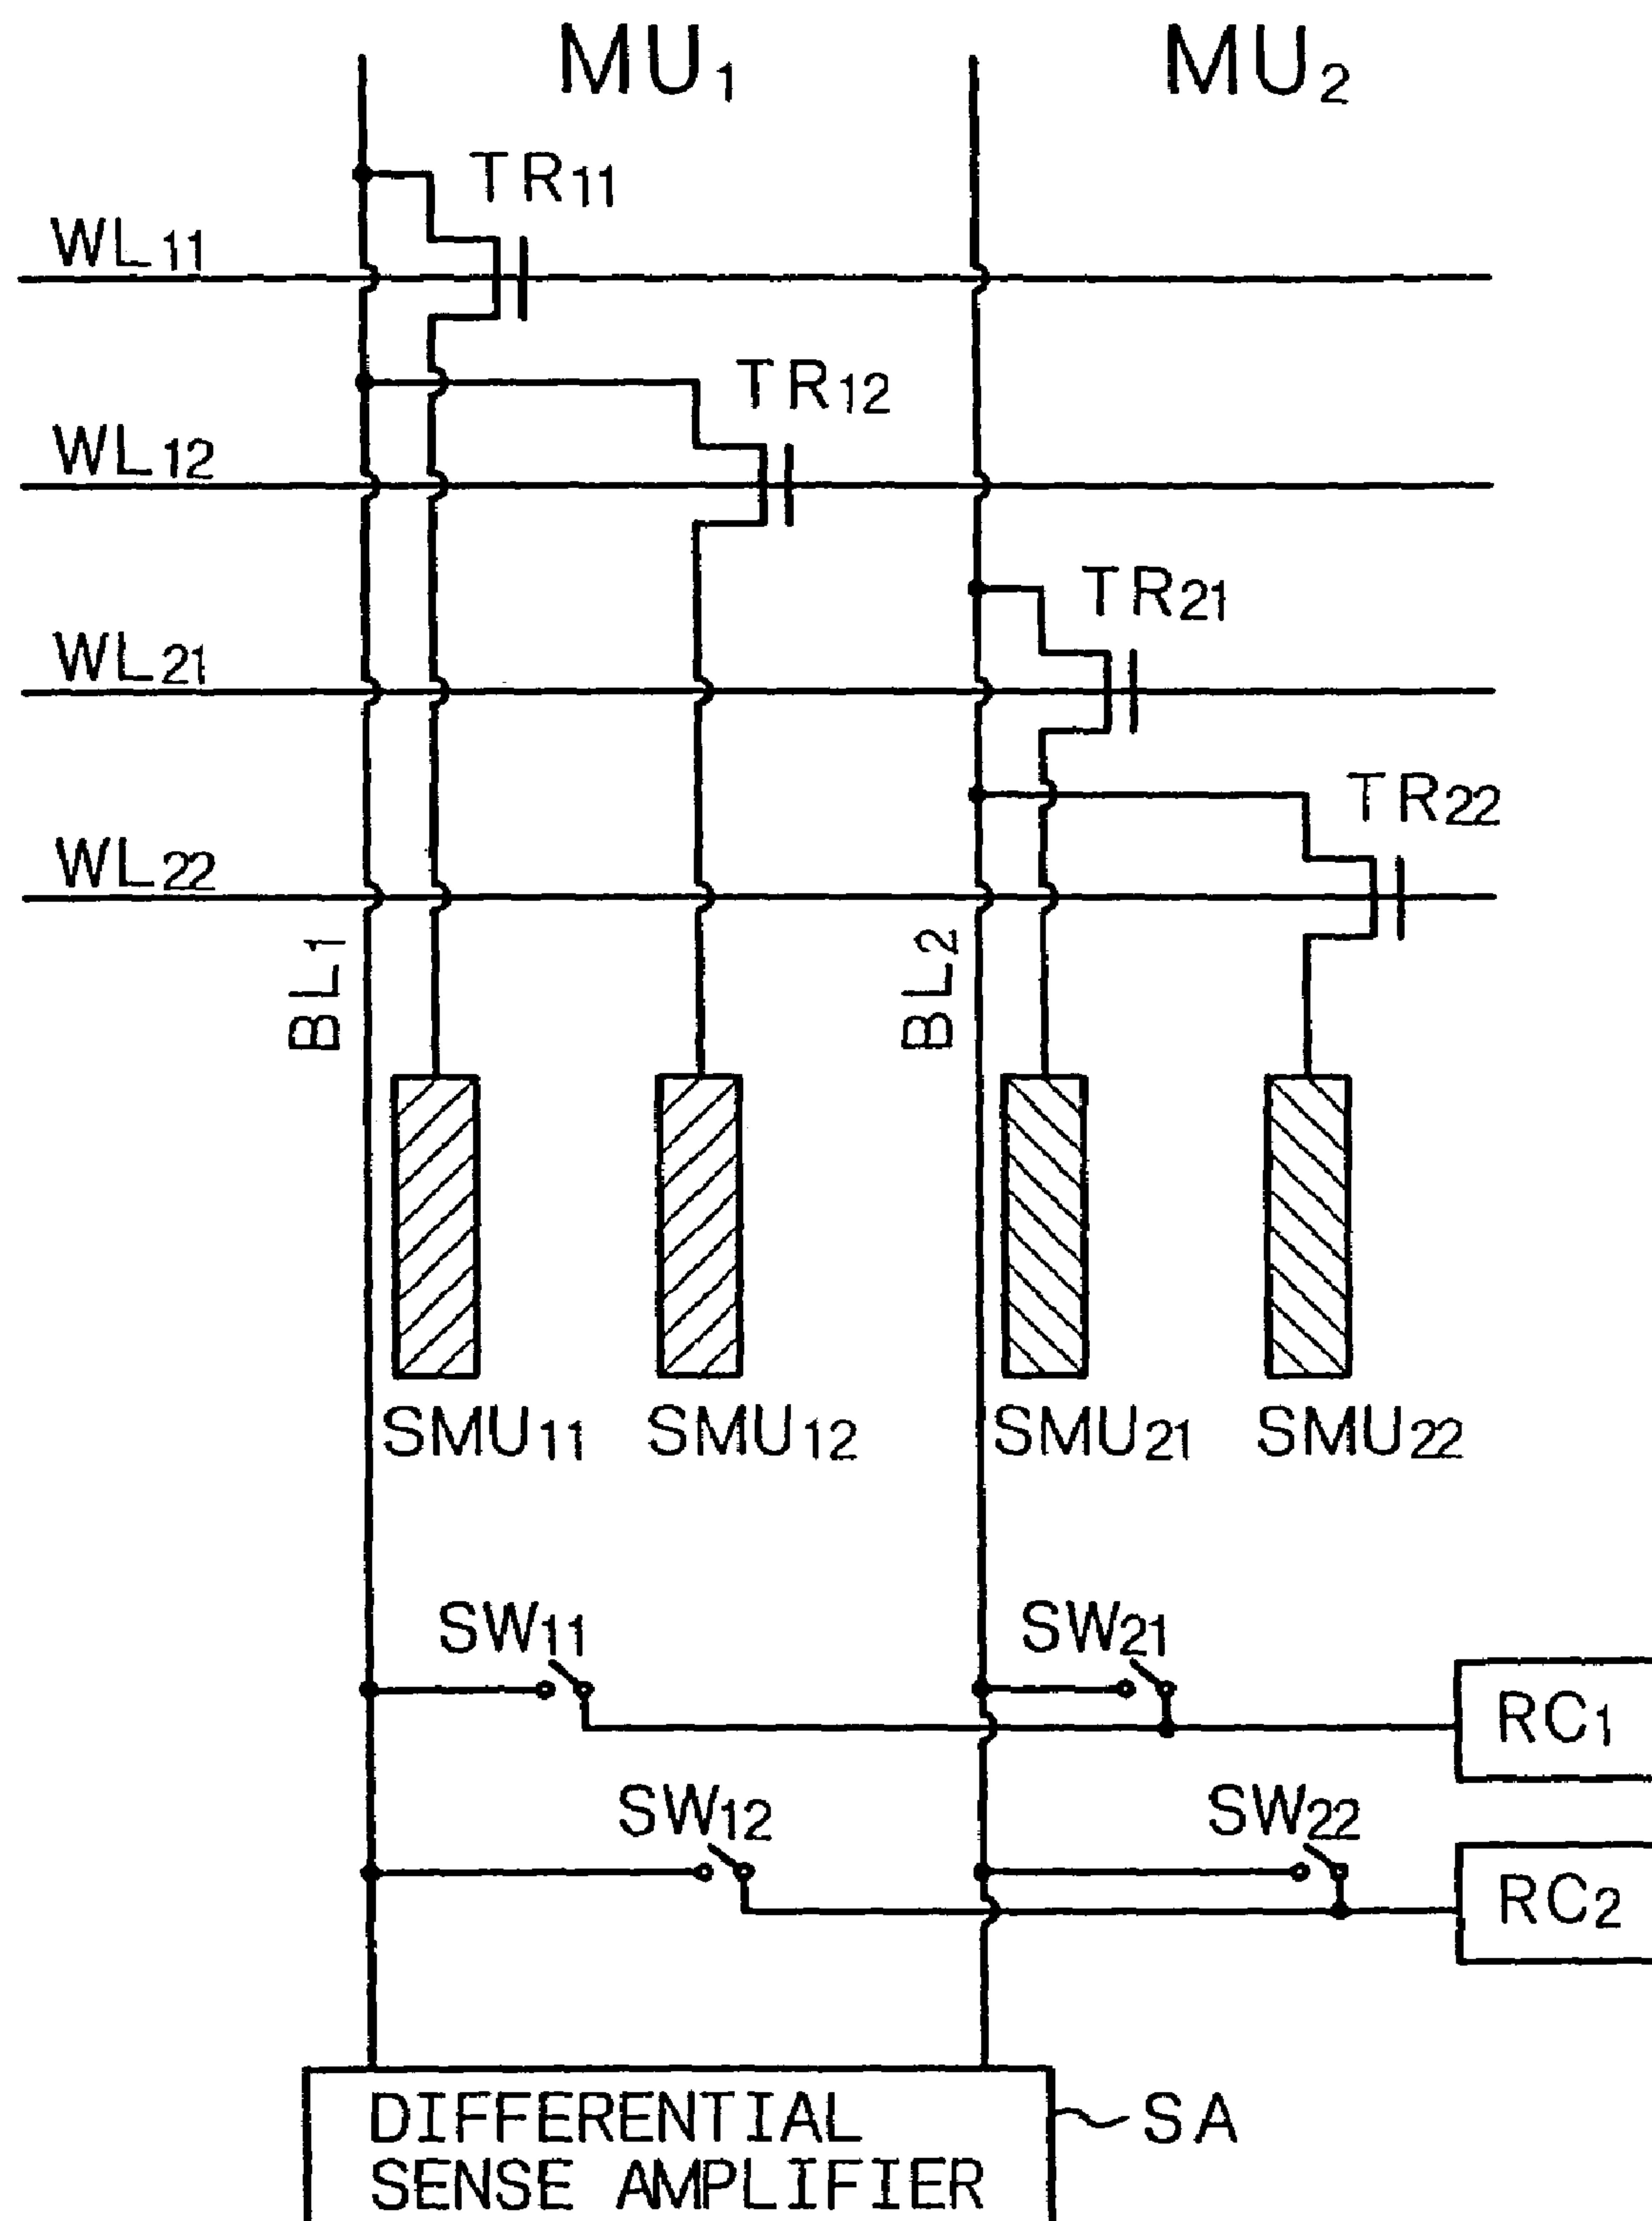 MU1 MU2
TR11
WL11
TR12
WL12
TR21
WL21
TR22
WL22
BL1 BL2
SMU11 SMU12 SMU21 SMU22
SW11 SW21
RC1
SW12 SW22
RC2
DIFFERENTIAL SA
SENSE AMPLIFIER